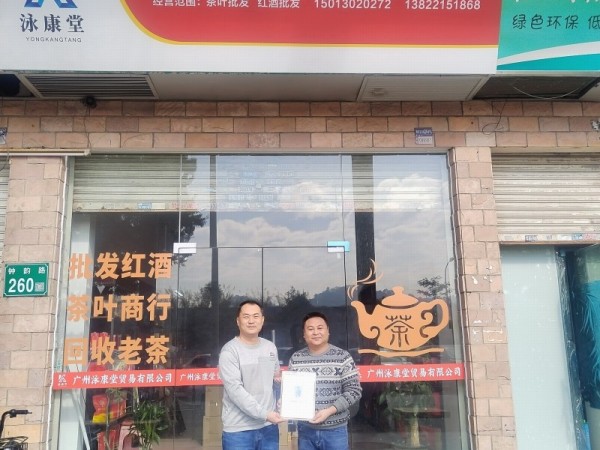 泳康堂
YONGKANGTANG
经营范围：茶叶批发 红酒批发 15013020272 13822151868
绿色环保 低
钟韵路
260
批发红酒
茶叶商行
回收老茶
茶
广州泳康堂贸易有限公司 广州泳康堂贸易有限公司 广州泳康堂贸易有限公司